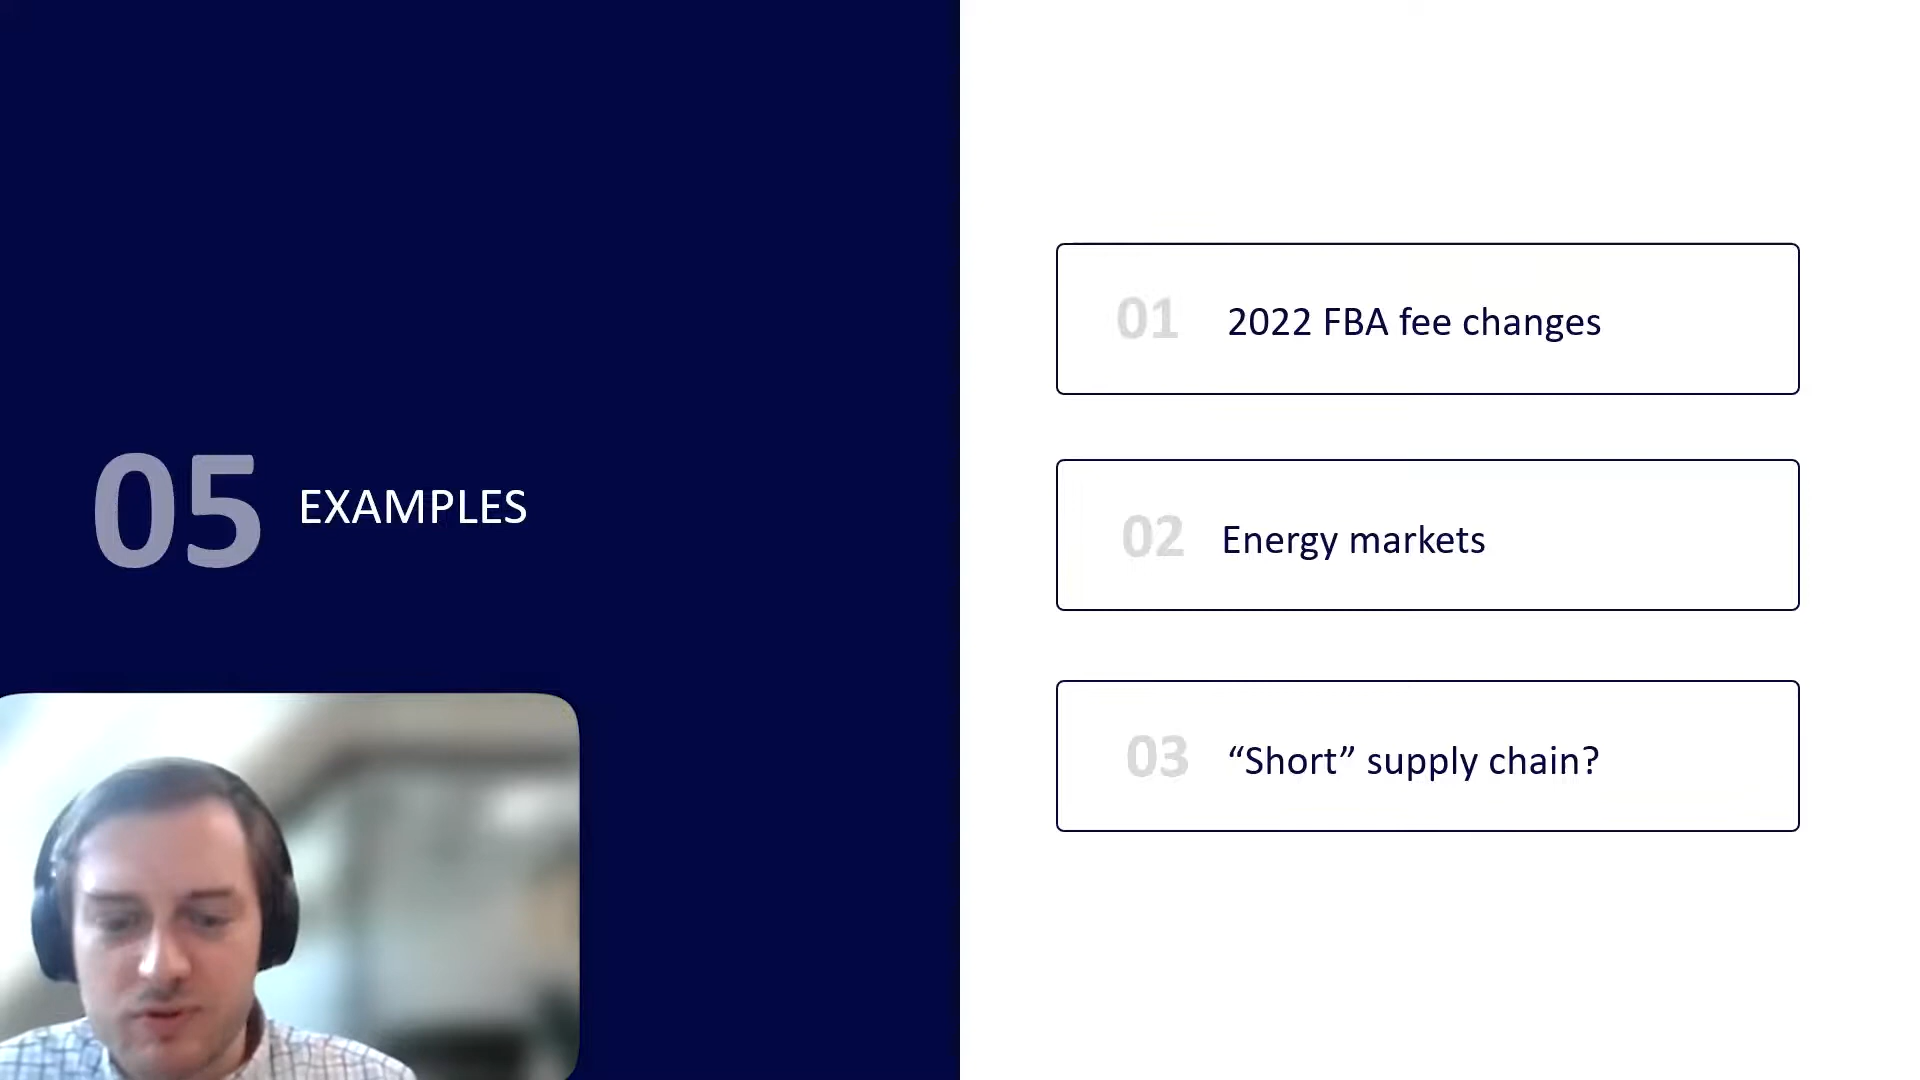 05 EXAMPLES
01 2022 FBA fee changes
02 Energy markets
03 “Short” supply chain?